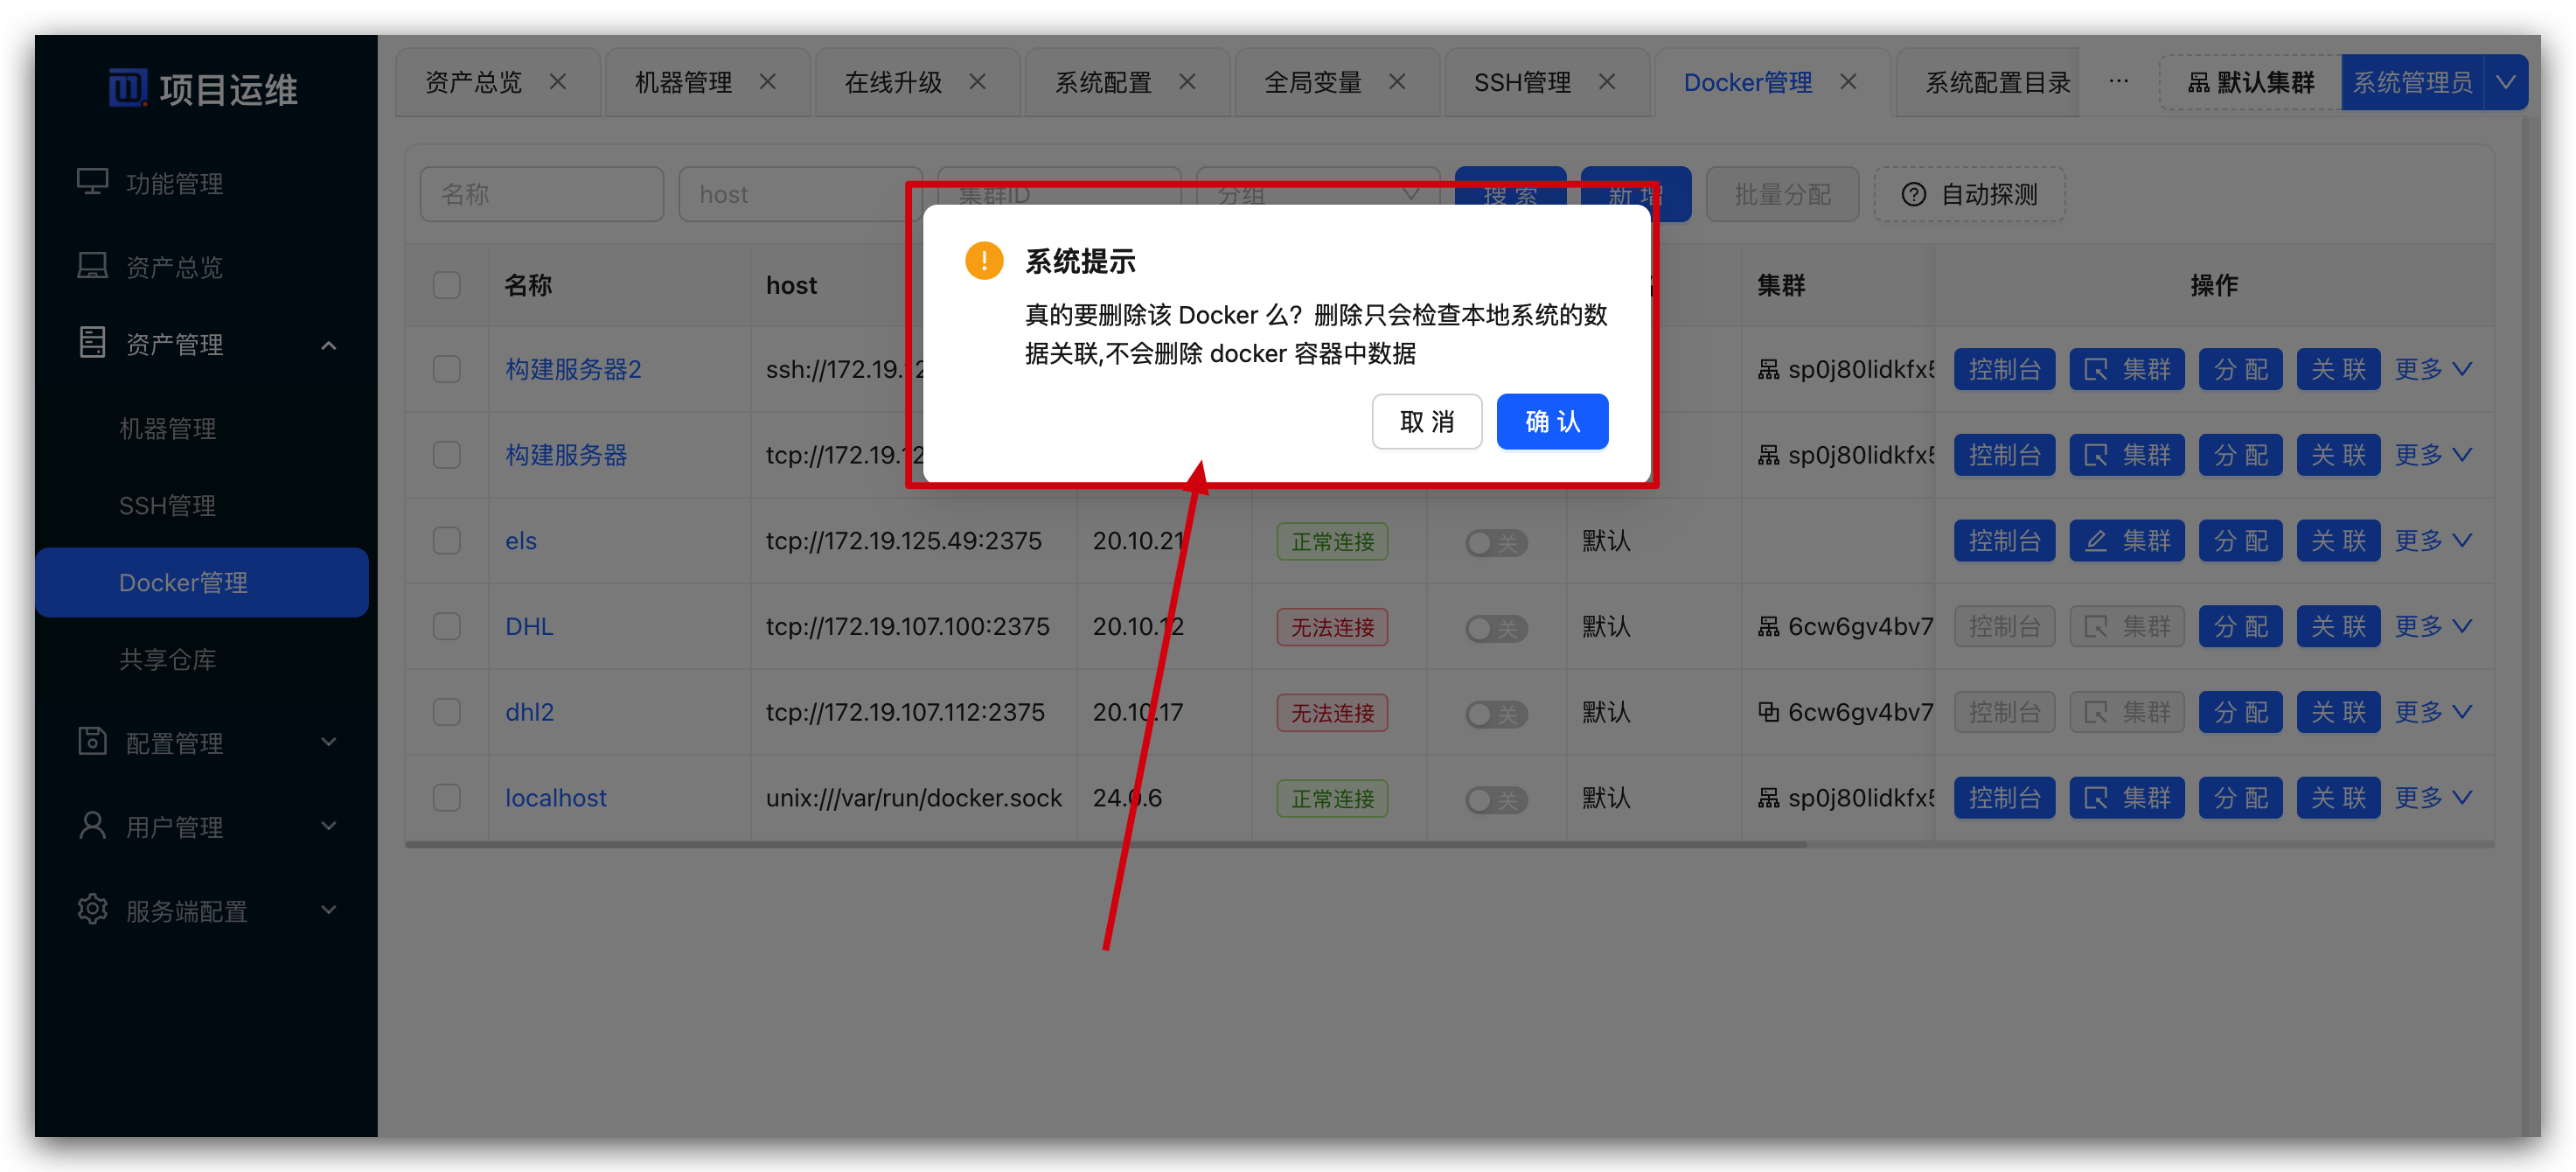 项目运维
资产总览
机器管理
在线升级
系统配置
全局变量
SSH管理
Docker管理
系统配置目录
默认集群
系统管理员
功能管理
资产总览
资产管理
机器管理
SSH管理
Docker管理
共享仓库
配置管理
用户管理
服务端配置
名称
host
集群ID
分组
搜 索
新 增
批量分配
自动探测
名称 host 集群 操作
构建服务器2 ssh://172.19.12 sp0j80lidkfx5 控制台 集群 分 配 关 联 更多
构建服务器 tcp://172.19.12 sp0j80lidkfx5 控制台 集群 分 配 关 联 更多
els tcp://172.19.125.49:2375 20.10.21 正常连接 关 默认 控制台 集群 分 配 关 联 更多
DHL tcp://172.19.107.100:2375 20.10.12 无法连接 关 默认 6cw6gv4bv7 控制台 集群 分 配 关 联 更多
dhl2 tcp://172.19.107.112:2375 20.10.17 无法连接 关 默认 6cw6gv4bv7 控制台 集群 分 配 关 联 更多
localhost unix:///var/run/docker.sock 24.0.6 正常连接 关 默认 sp0j80lidkfx5 控制台 集群 分 配 关 联 更多
系统提示
真的要删除该 Docker 么？删除只会检查本地系统的数
据关联,不会删除 docker 容器中数据
取 消
确 认